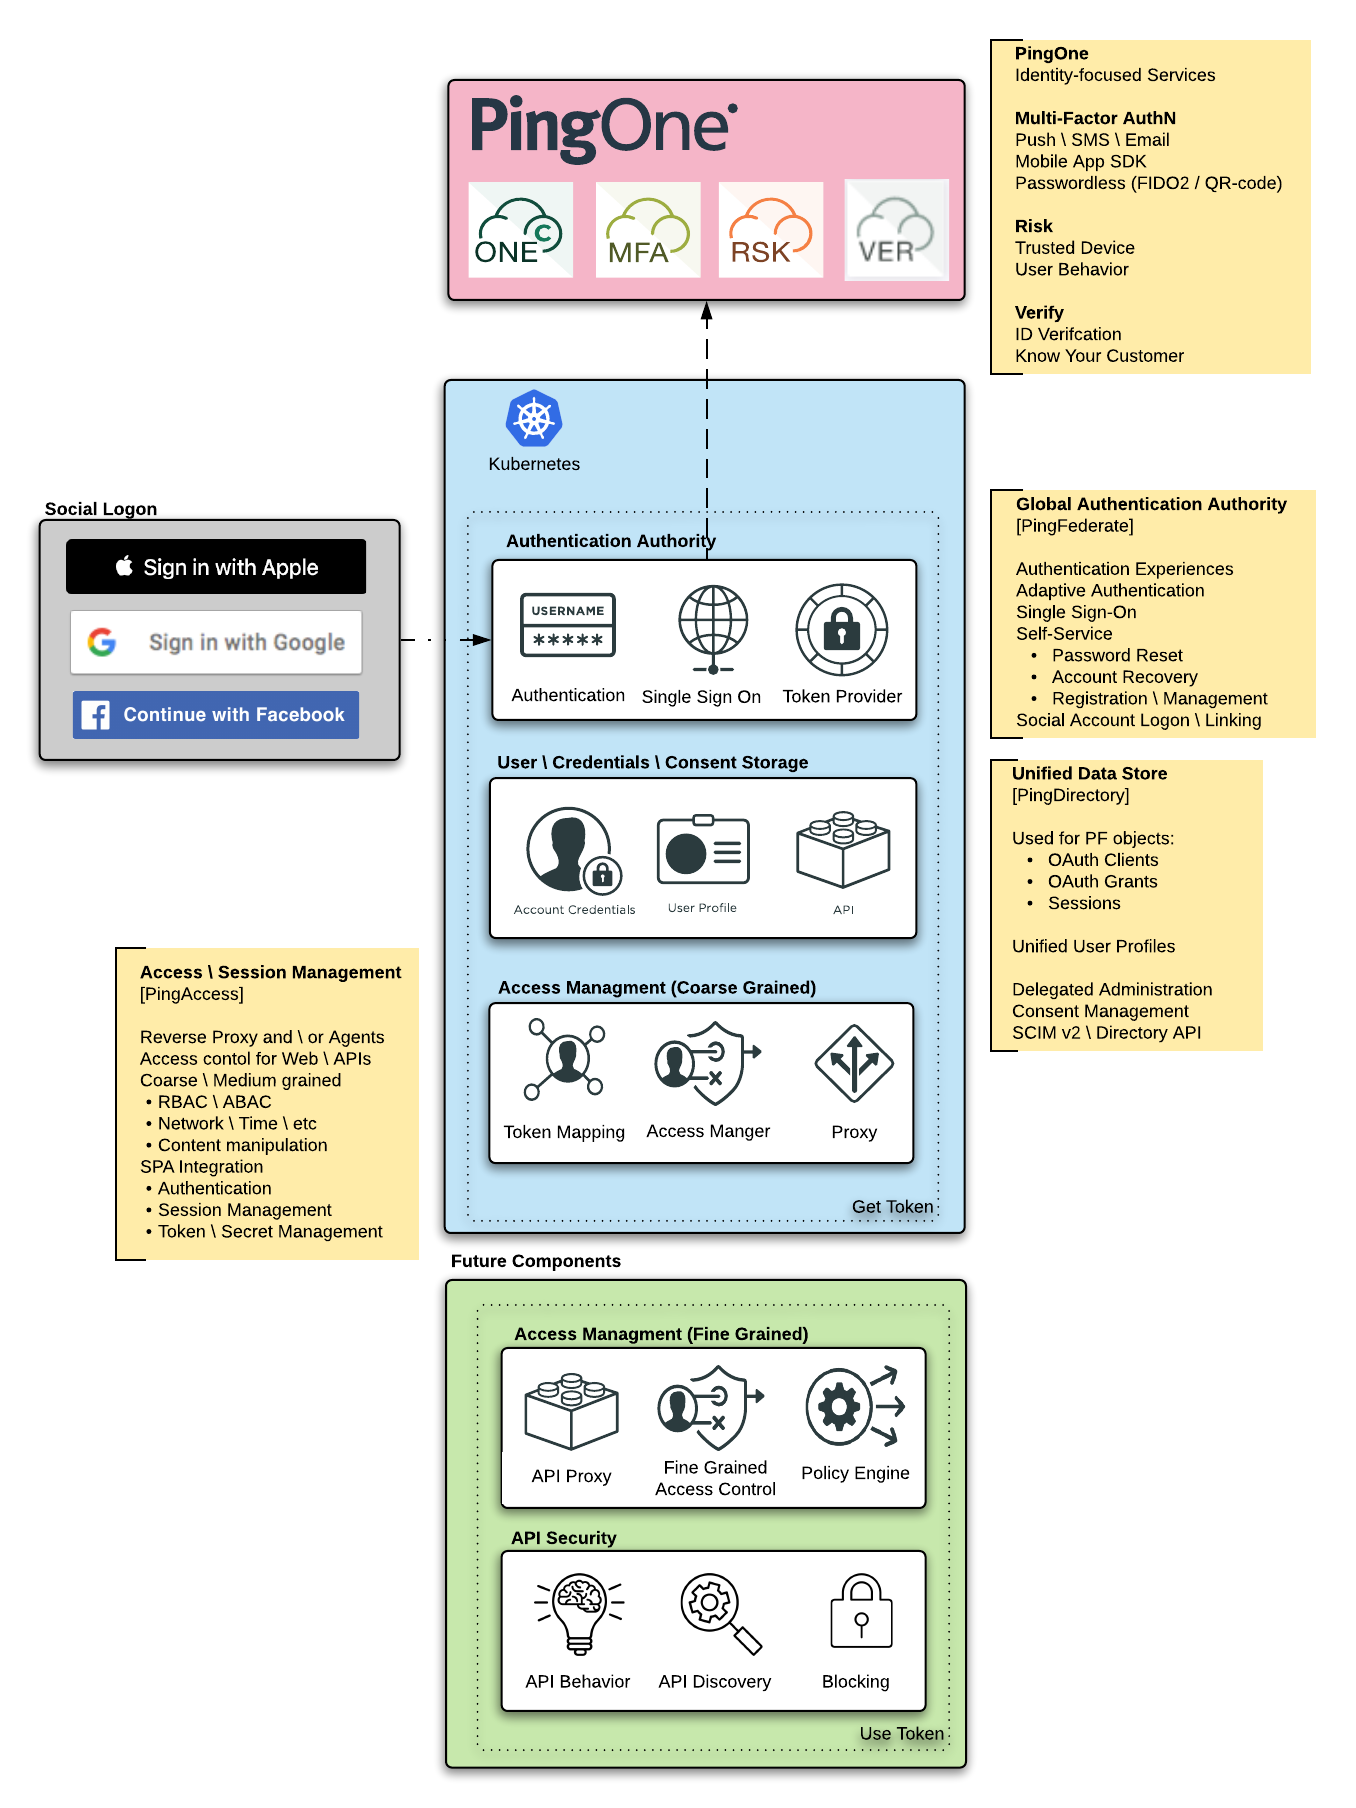 PingOne
ONE C
MFA
RSK
VER
PingOne
Identity-focused Services
Multi-Factor AuthN
Push \ SMS \ Email
Mobile App SDK
Passwordless (FIDO2 / QR-code)
Risk
Trusted Device
User Behavior
Verify
ID Verifcation
Know Your Customer
Kubernetes
Social Logon
Sign in with Apple
Sign in with Google
Continue with Facebook
Authentication Authority
USERNAME
*****
Authentication
Single Sign On
Token Provider
Global Authentication Authority
[PingFederate]
Authentication Experiences
Adaptive Authentication
Single Sign-On
Self-Service
• Password Reset
• Account Recovery
• Registration \ Management
Social Account Logon \ Linking
User \ Credentials \ Consent Storage
Account Credentials
User Profile
API
Unified Data Store
[PingDirectory]
Used for PF objects:
• OAuth Clients
• OAuth Grants
• Sessions
Unified User Profiles
Delegated Administration
Consent Management
SCIM v2 \ Directory API
Access \ Session Management
[PingAccess]
Reverse Proxy and \ or Agents
Access contol for Web \ APIs
Coarse \ Medium grained
• RBAC \ ABAC
• Network \ Time \ etc
• Content manipulation
SPA Integration
• Authentication
• Session Management
• Token \ Secret Management
Access Managment (Coarse Grained)
Token Mapping
Access Manger
Proxy
Get Token
Future Components
Access Managment (Fine Grained)
API Proxy
Fine Grained
Access Control
Policy Engine
API Security
API Behavior
API Discovery
Blocking
Use Token